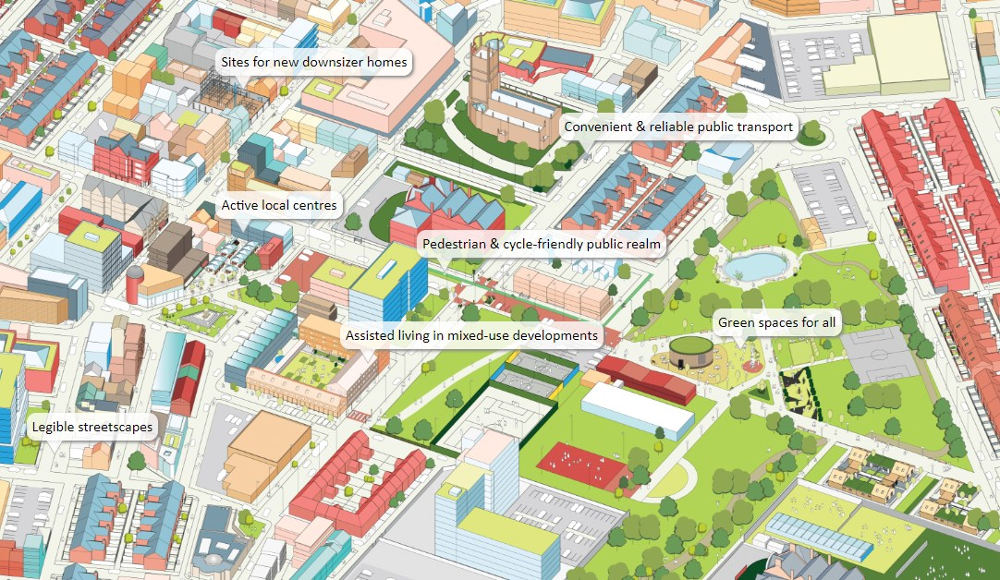 Sites for new downsizer homes
Convenient & reliable public transport
Active local centres
Pedestrian & cycle-friendly public realm
Green spaces for all
Assisted living in mixed-use developments
Legible streetscapes